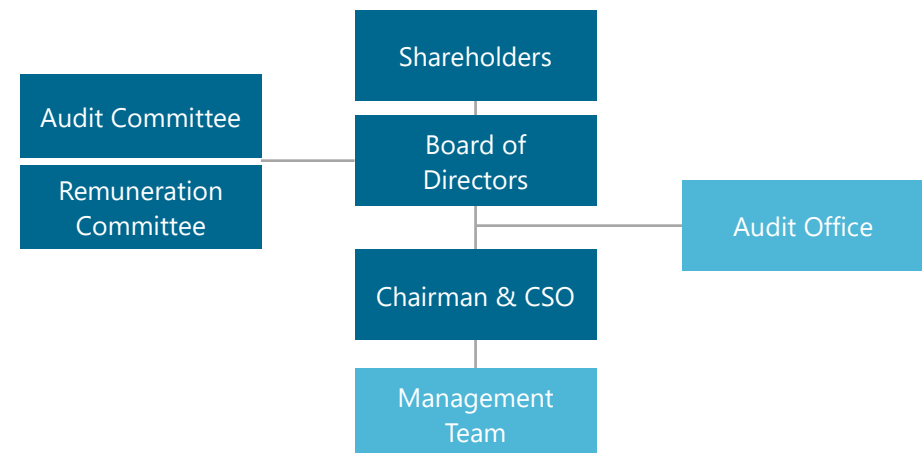 Shareholders
Audit Committee
Board of
Directors
Remuneration
Committee
Audit Office
Chairman & CSO
Management
Team